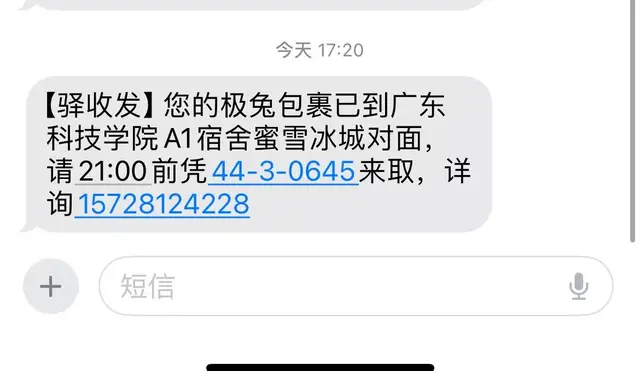 今天 17:20
【驿收发】您的极兔包裹已到广东
科技学院A1宿舍蜜雪冰城对面，
请21:00前凭44-3-0645来取，详
询15728124228
短信